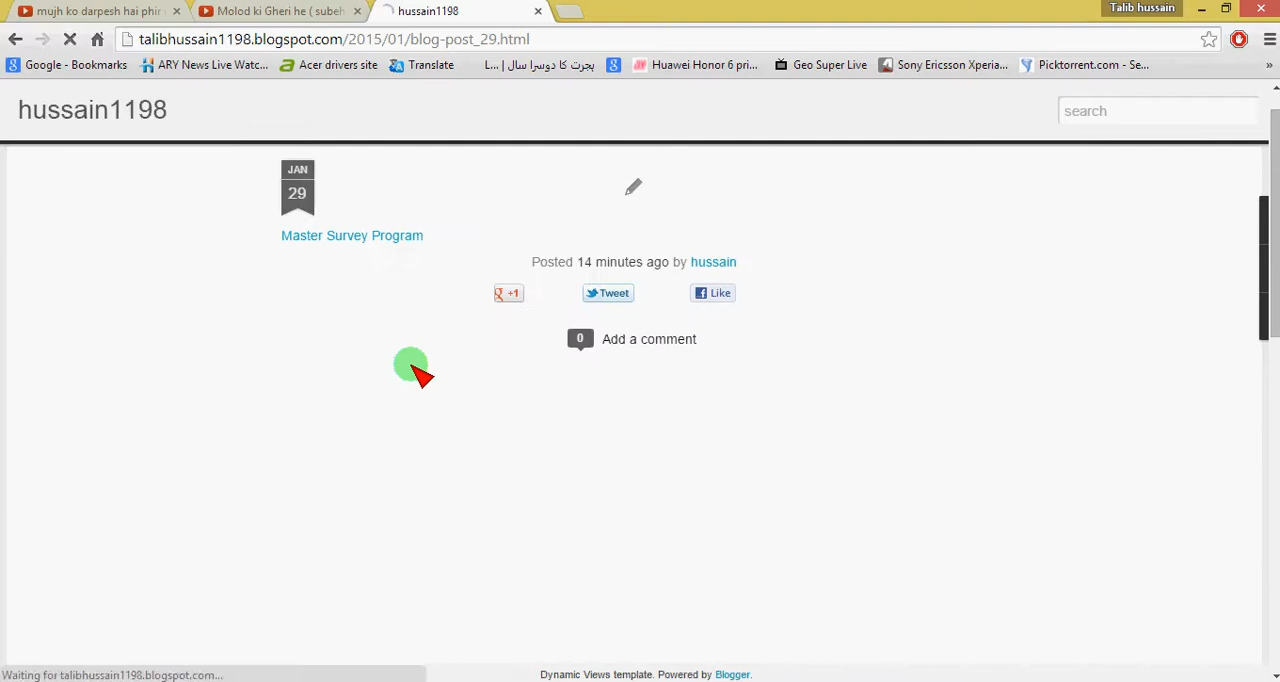 mujh ko darpesh hai phir
Molod ki Gheri he ( subeh
hussain1198
Talib hussain
talibhussain1198.blogspot.com/2015/01/blog-post_29.html
Google - Bookmarks
ARY News Live Watc...
Acer drivers site
Translate
ہجرت کا دوسرا سال | ...L
Huawei Honor 6 pri...
Geo Super Live
Sony Ericsson Xperia...
Picktorrent.com - Se...
»
hussain1198
search
JAN
29
Master Survey Program
Posted 14 minutes ago by hussain
+1
Tweet
Like
0 Add a comment
Waiting for talibhussain1198.blogspot.com...
Dynamic Views template. Powered by Blogger.